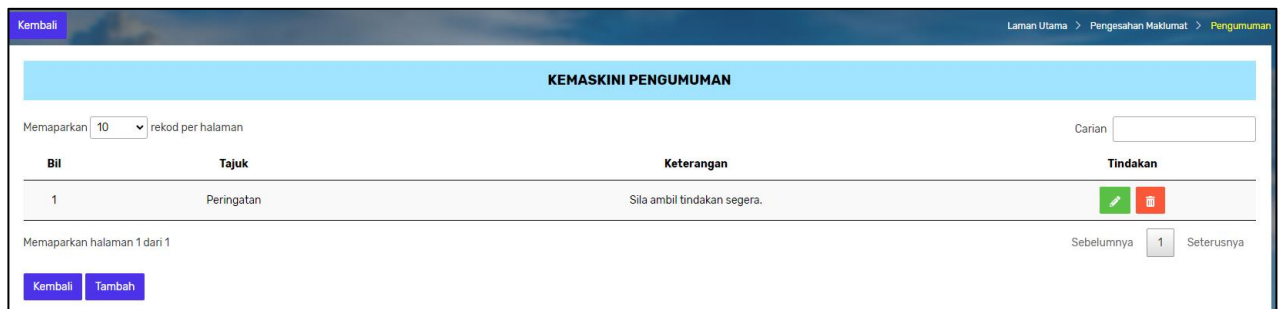 Kembali
Laman Utama > Pengesahan Maklumat > Pengumuman
KEMASKINI PENGUMUMAN
Memaparkan 10 rekod per halaman
Carian
Bil Tajuk Keterangan Tindakan
1 Peringatan Sila ambil tindakan segera.
Memaparkan halaman 1 dari 1
Sebelumnya 1 Seterusnya
Kembali Tambah